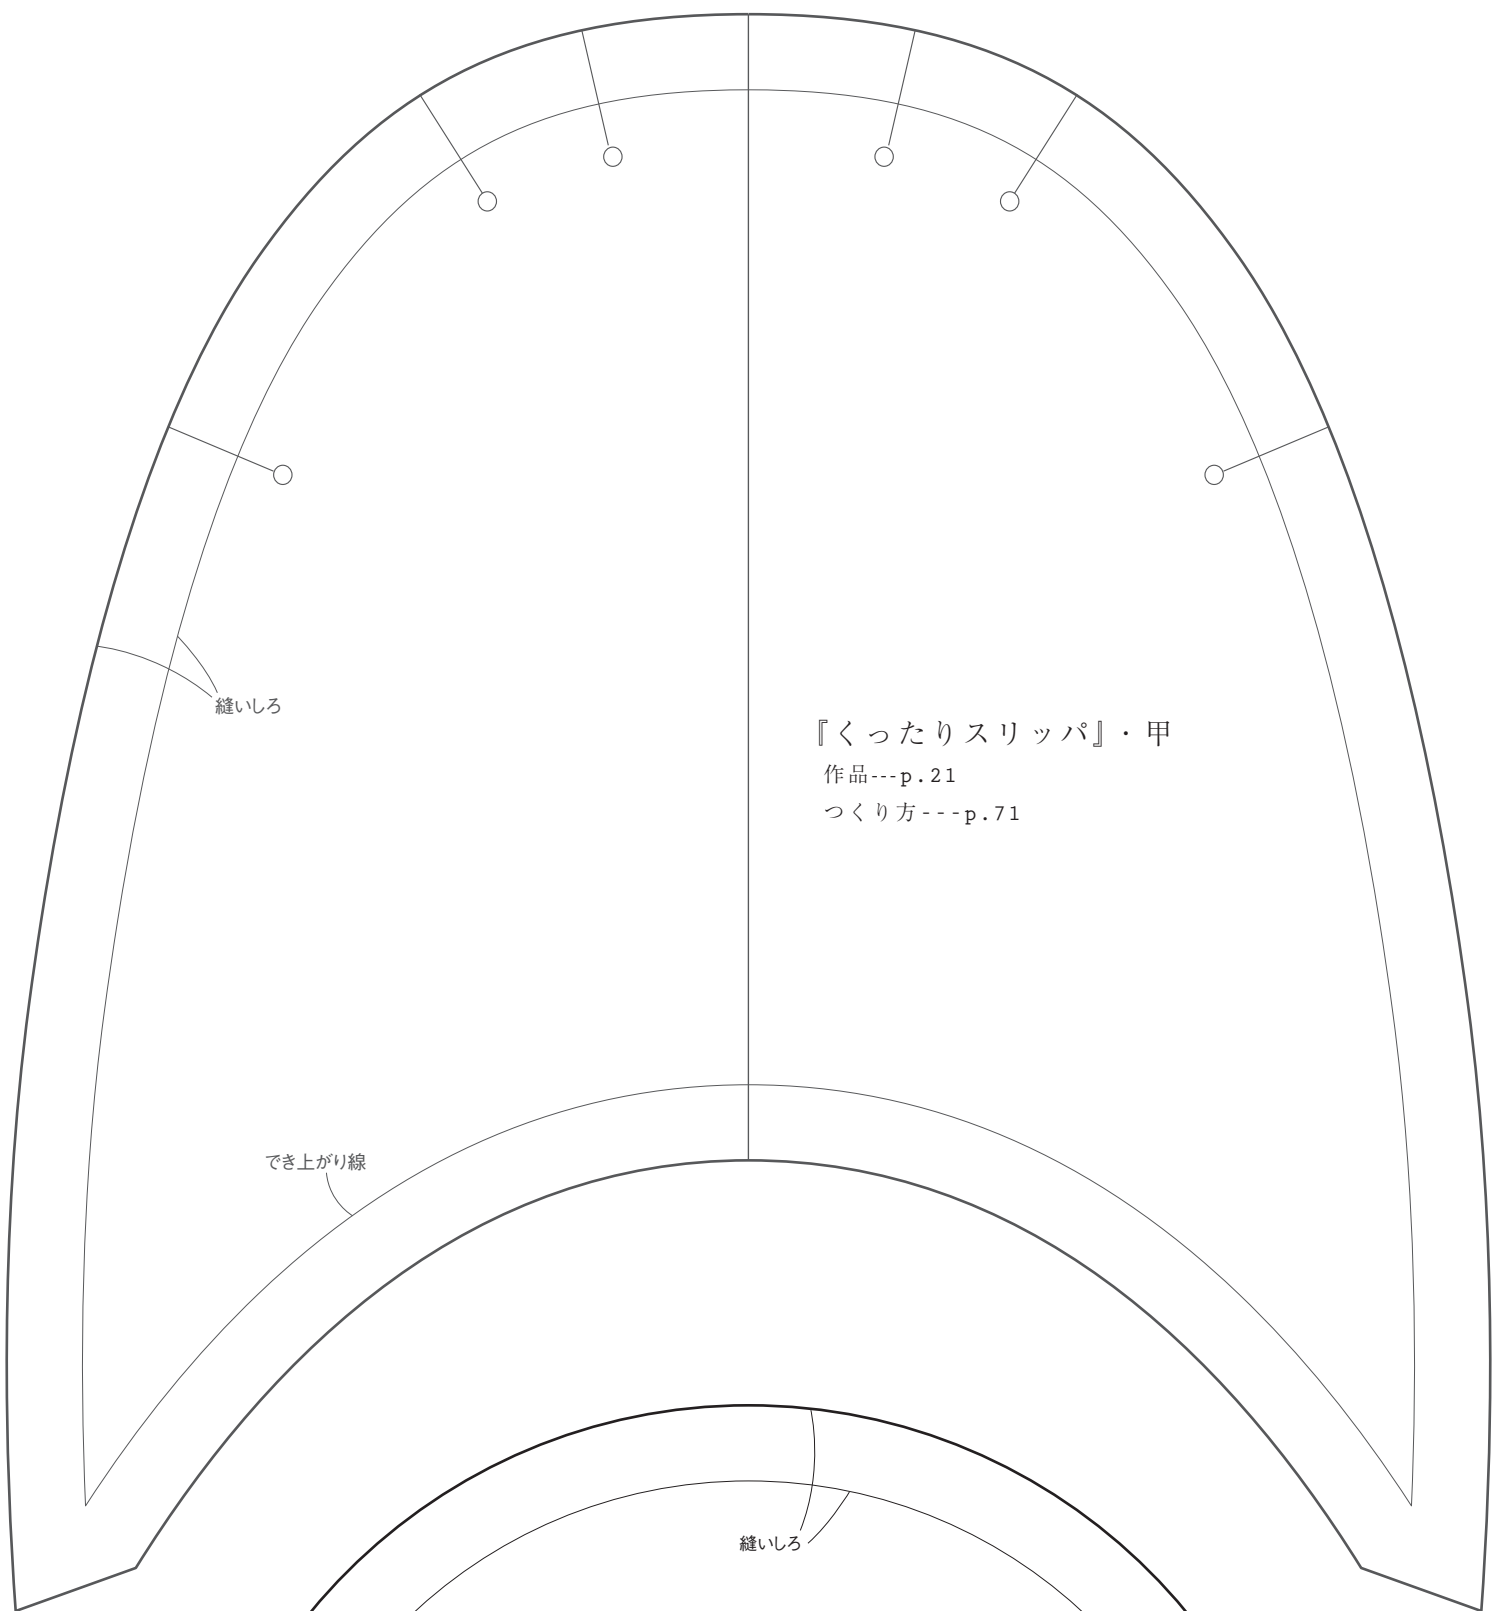 縫いしろ
『くったりスリッパ』・甲
作品---p.21
つくり方---p.71
でき上がり線
縫いしろ